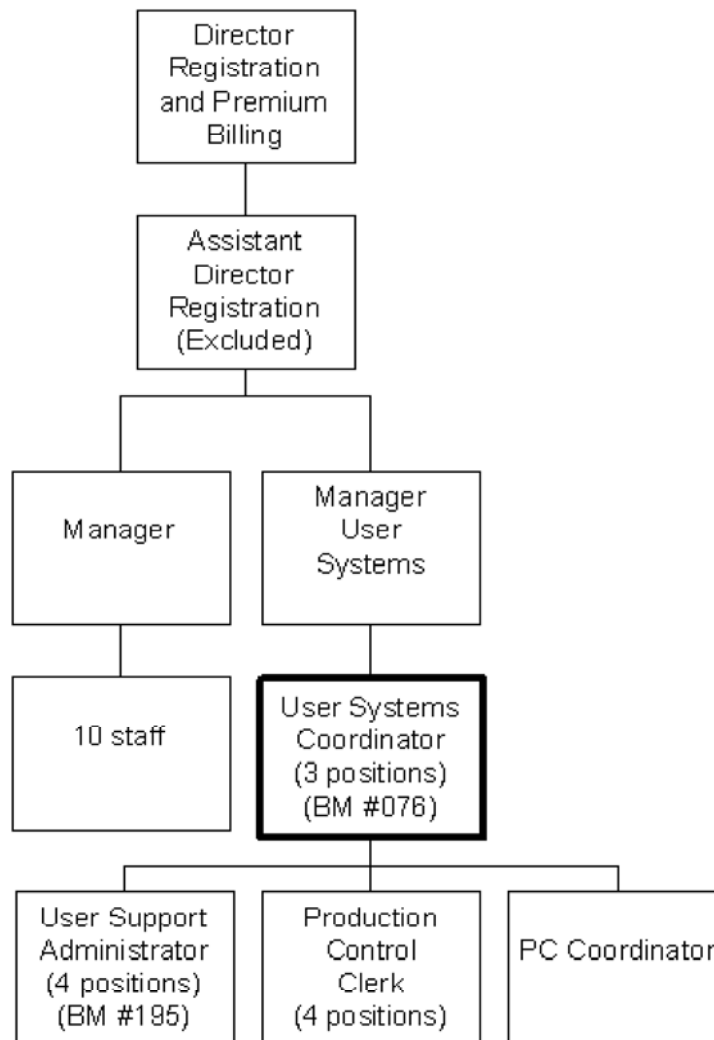 Director
Registration
and Premium
Billing
Assistant
Director
Registration
(Excluded)
Manager
Manager
User
Systems
10 staff
User Systems
Coordinator
(3 positions)
(BM #076)
User Support
Administrator
(4 positions)
(BM #195)
Production
Control
Clerk
(4 positions)
PC Coordinator